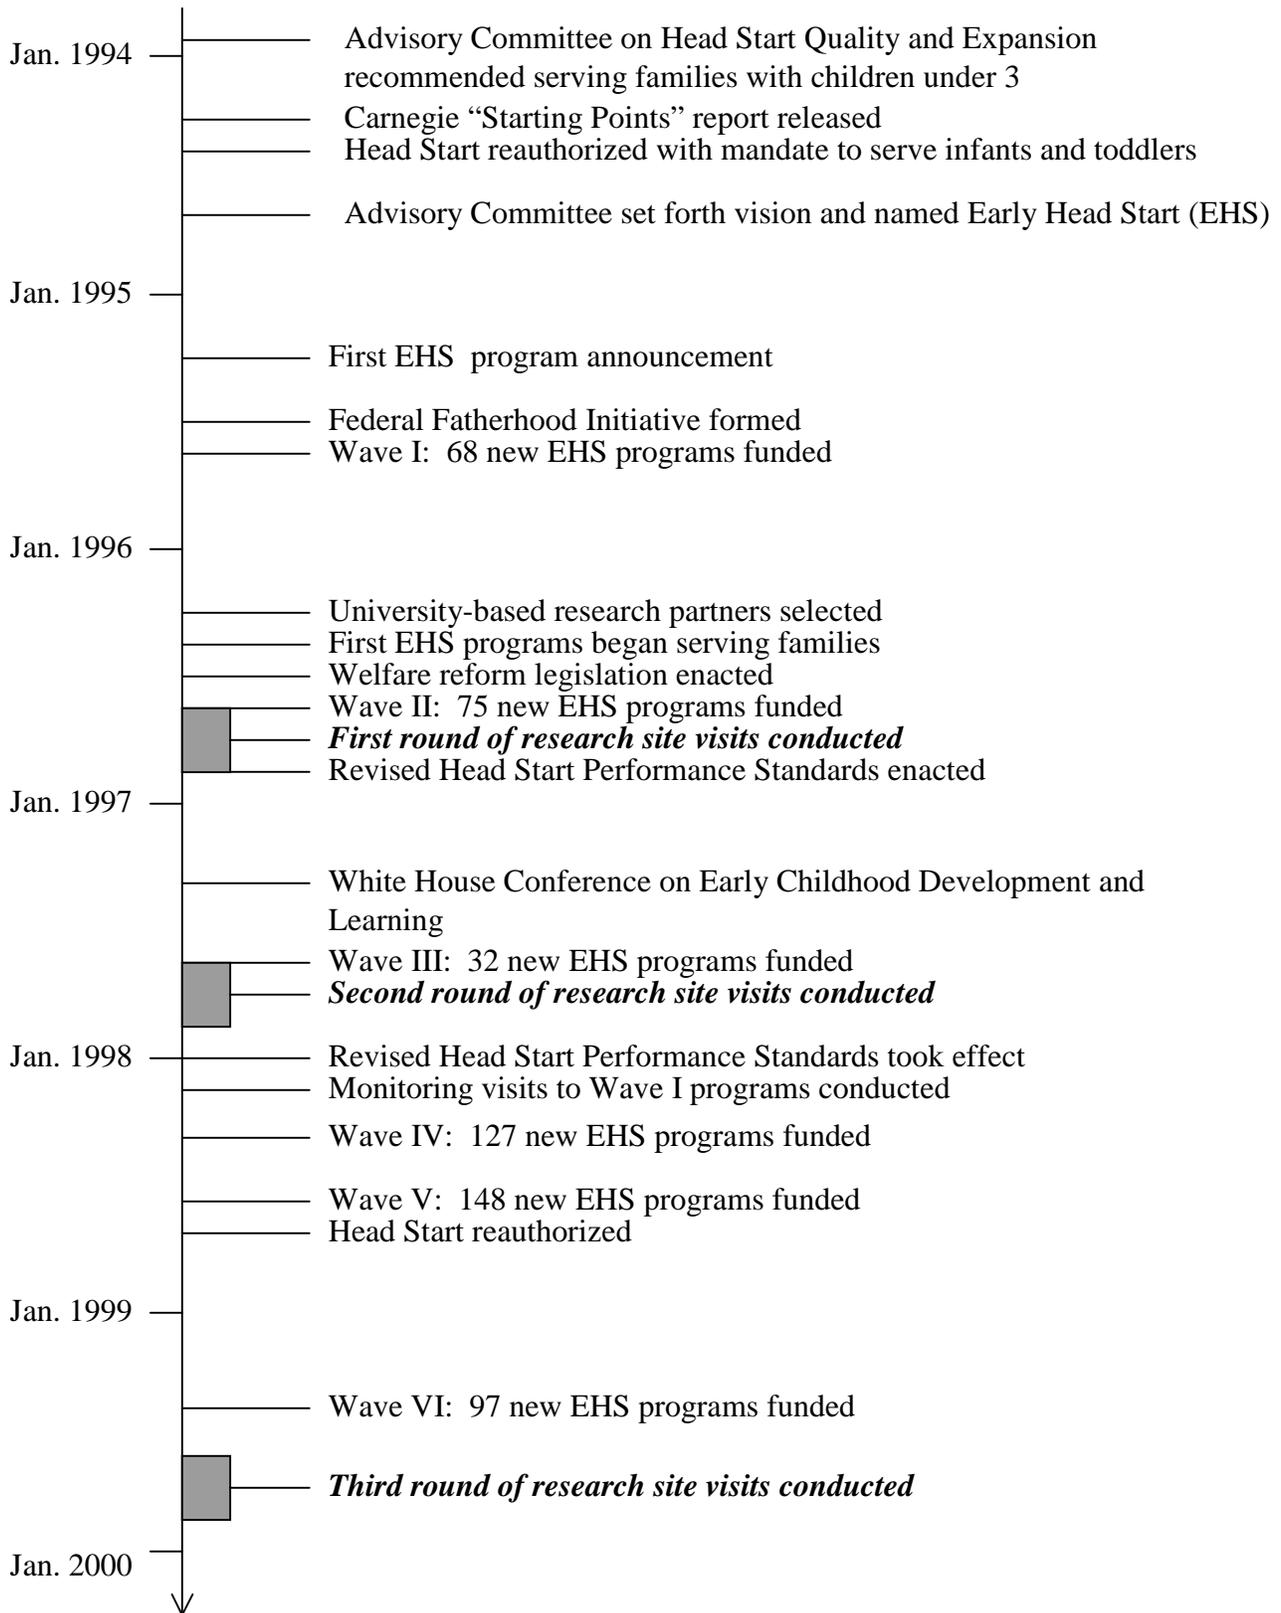 Jan. 1994
Advisory Committee on Head Start Quality and Expansion
recommended serving families with children under 3
Carnegie “Starting Points” report released
Head Start reauthorized with mandate to serve infants and toddlers
Advisory Committee set forth vision and named Early Head Start (EHS)
Jan. 1995
First EHS  program announcement
Federal Fatherhood Initiative formed
Wave I:  68 new EHS programs funded
Jan. 1996
University-based research partners selected
First EHS programs began serving families
Welfare reform legislation enacted
Wave II:  75 new EHS programs funded
First round of research site visits conducted
Revised Head Start Performance Standards enacted
Jan. 1997
White House Conference on Early Childhood Development and
Learning
Wave III:  32 new EHS programs funded
Second round of research site visits conducted
Jan. 1998
Revised Head Start Performance Standards took effect
Monitoring visits to Wave I programs conducted
Wave IV:  127 new EHS programs funded
Wave V:  148 new EHS programs funded
Head Start reauthorized
Jan. 1999
Wave VI:  97 new EHS programs funded
Third round of research site visits conducted
Jan. 2000